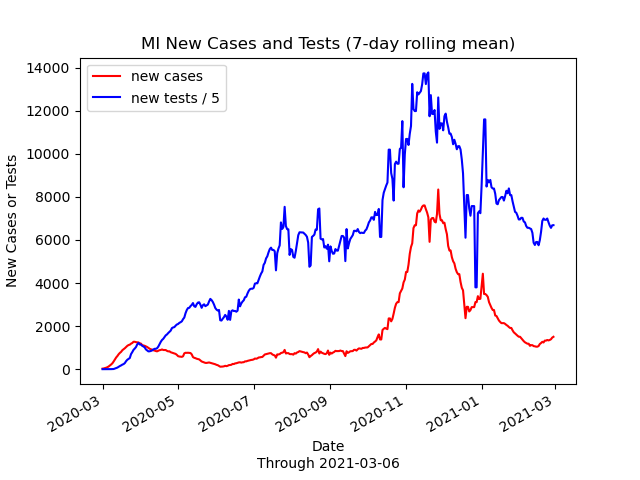 MI New Cases and Tests (7-day rolling mean)
new cases
new tests / 5
14000
12000
10000
8000
6000
4000
2000
0
New Cases or Tests
2020-03
2020-05
2020-07
2020-09
2020-11
2021-01
2021-03
Date
Through 2021-03-06